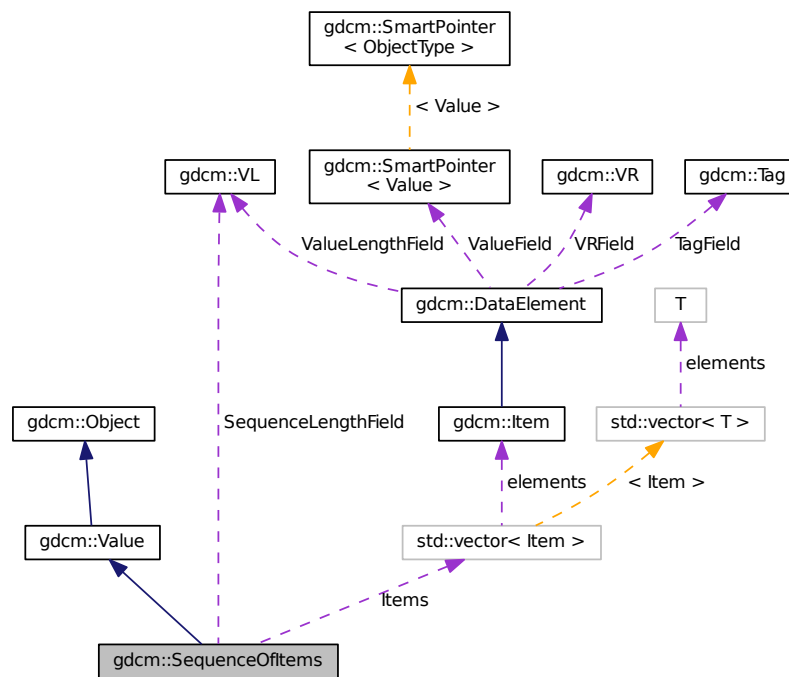 gdcm::SmartPointer
< ObjectType >
< Value >
gdcm::VL
gdcm::SmartPointer
< Value >
gdcm::VR
gdcm::Tag
ValueLengthField
ValueField
VRField
TagField
gdcm::DataElement
T
elements
gdcm::Object
SequenceLengthField
gdcm::Item
std::vector< T >
elements
< Item >
gdcm::Value
std::vector< Item >
Items
gdcm::SequenceOfItems